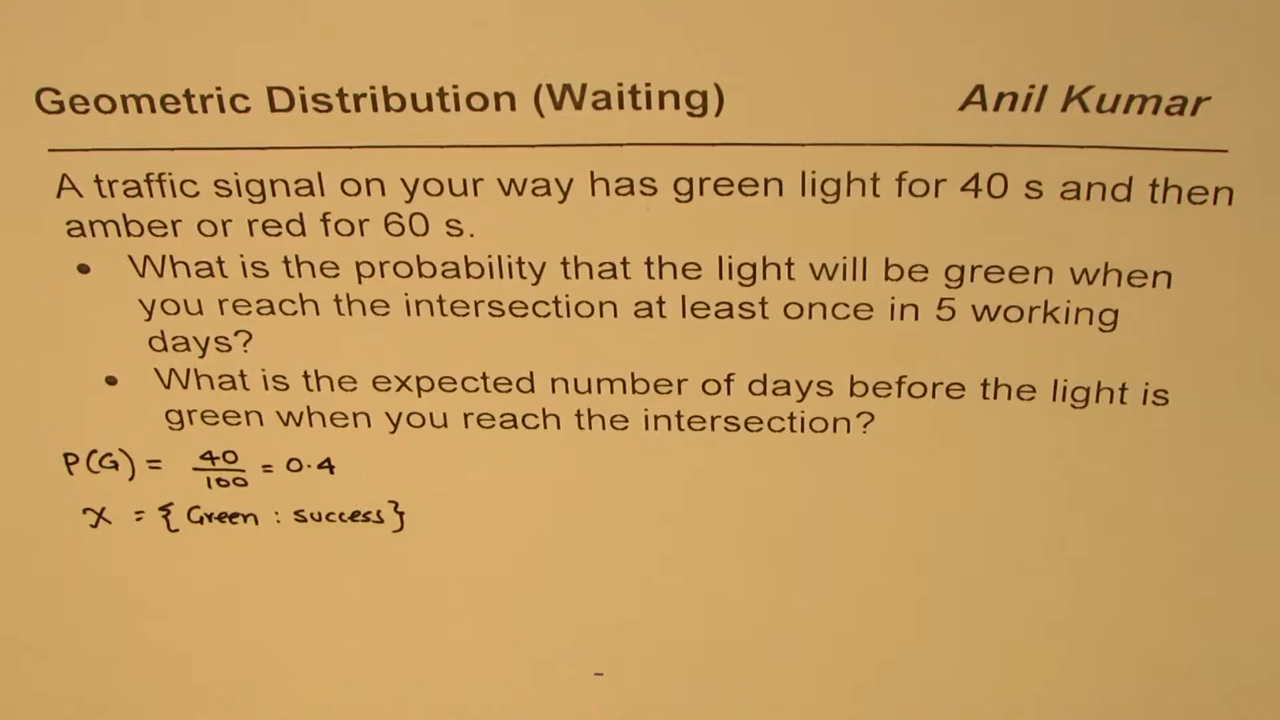 Geometric Distribution (Waiting) Anil Kumar
A traffic signal on your way has green light for 40 s and then
amber or red for 60 s.
• What is the probability that the light will be green when
you reach the intersection at least once in 5 working
days?
• What is the expected number of days before the light is
green when you reach the intersection?
P(G) = 40/100 = 0.4
X = {Green : success}